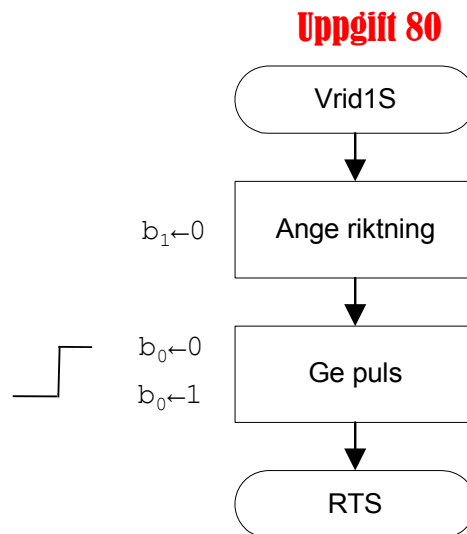 Uppgift 80
Vrid1S
b₁←0
Ange riktning
b₀←0
b₀←1
Ge puls
RTS